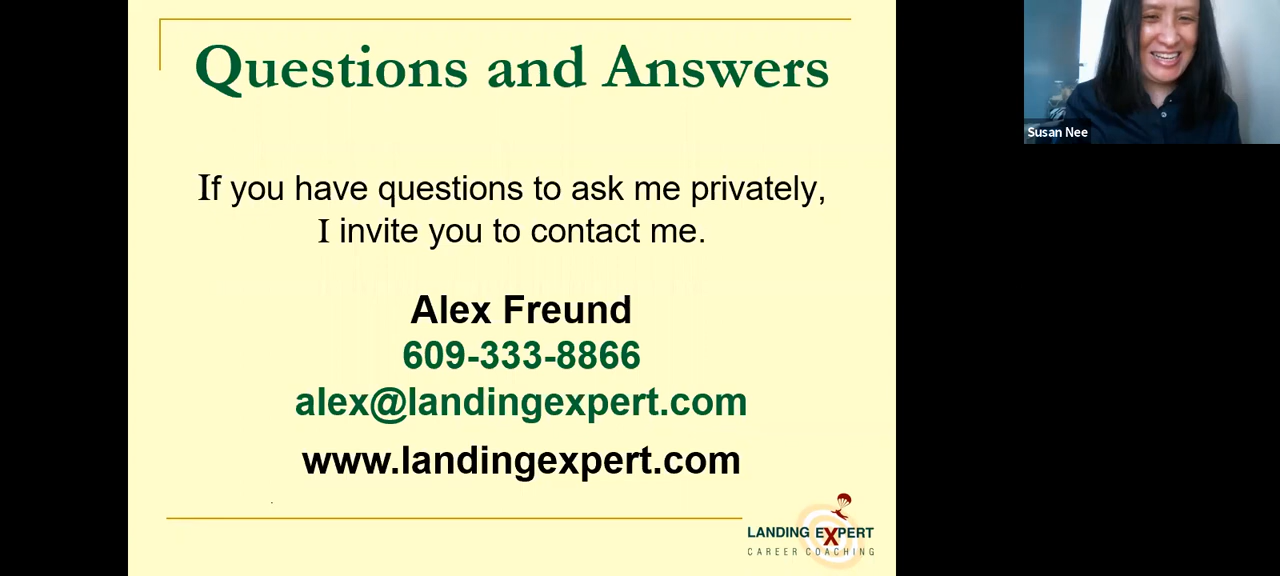 Questions and Answers
If you have questions to ask me privately,
I invite you to contact me.
Alex Freund
609-333-8866
alex@landingexpert.com
www.landingexpert.com
LANDING EXPERT
CAREER COACHING
Susan Nee